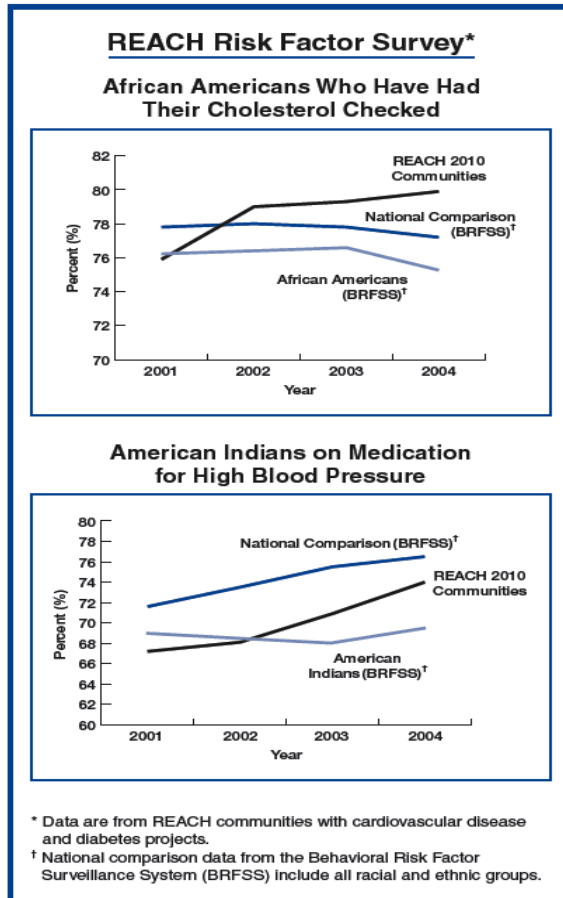 REACH Risk Factor Survey*
African Americans Who Have Had
Their Cholesterol Checked
82
80
78
76
74
72
70
Percent (%)
REACH 2010
Communities
National Comparison
(BRFSS)†
African Americans
(BRFSS)†
2001 2002 2003 2004
Year
American Indians on Medication
for High Blood Pressure
80
78
76
74
72
70
68
66
64
62
60
Percent (%)
National Comparison (BRFSS)†
REACH 2010
Communities
American
Indians (BRFSS)†
2001 2002 2003 2004
Year
* Data are from REACH communities with cardiovascular disease
and diabetes projects.
† National comparison data from the Behavioral Risk Factor
Surveillance System (BRFSS) include all racial and ethnic groups.